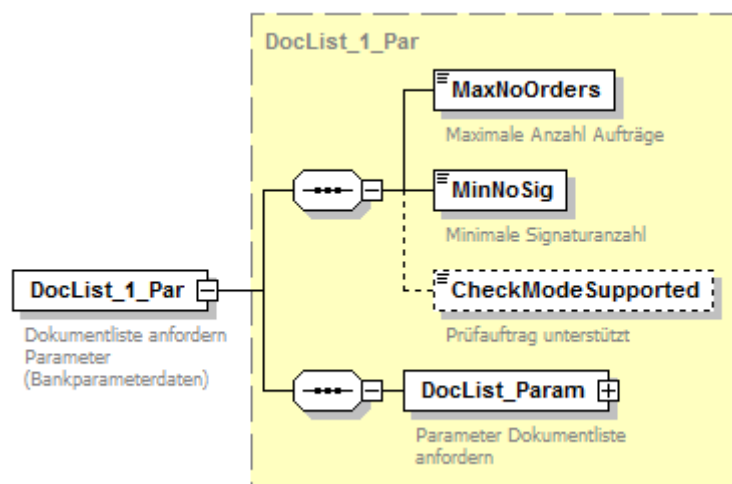 DocList_1_Par
MaxNoOrders
Maximale Anzahl Aufträge
MinNoSig
Minimale Signaturanzahl
CheckModeSupported
Prüfauftrag unterstützt
DocList_1_Par
Dokumentliste anfordern
Parameter
(Bankparameterdaten)
DocList_Param
Parameter Dokumentliste
anfordern